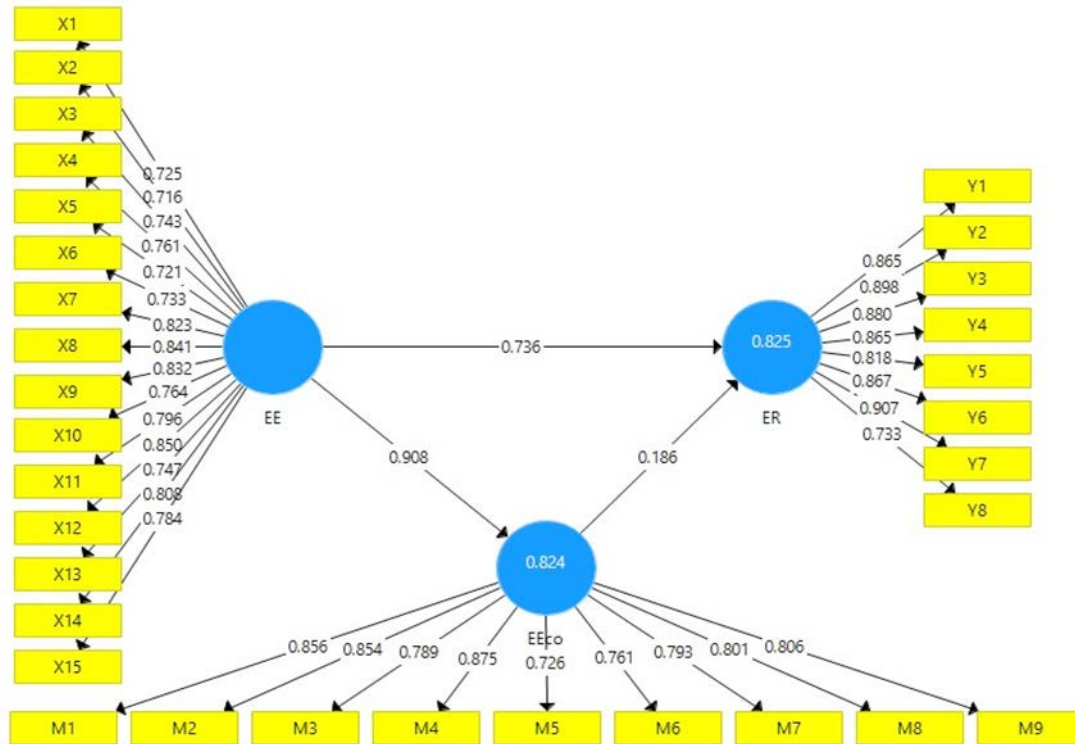 X1
X2
X3
X4
X5
X6
X7
X8
X9
X10
X11
X12
X13
X14
X15
0.725
0.716
0.743
0.761
0.721
0.733
0.823
0.841
0.832
0.764
0.796
0.850
0.747
0.808
0.784
EE
0.736
0.908
0.186
0.825
ER
0.865
0.898
0.880
0.865
0.818
0.867
0.907
0.733
Y1
Y2
Y3
Y4
Y5
Y6
Y7
Y8
0.824
EEco
0.856
0.854
0.789
0.875
0.726
0.761
0.793
0.801
0.806
M1
M2
M3
M4
M5
M6
M7
M8
M9